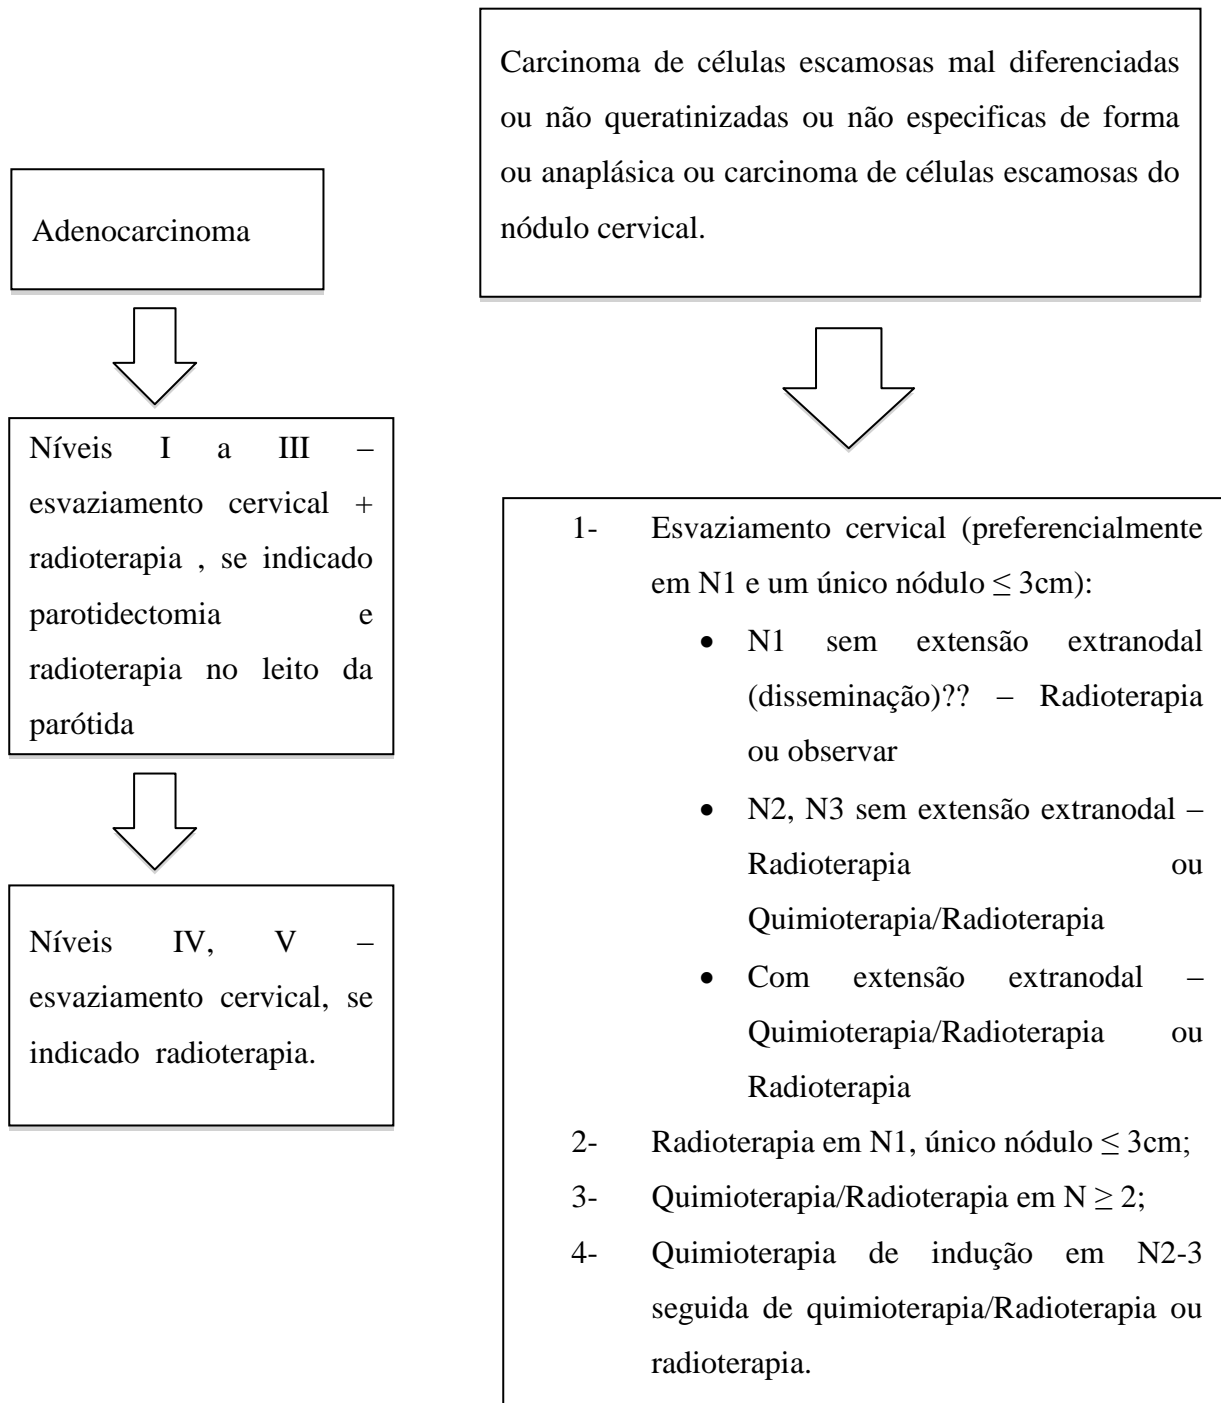 Adenocarcinoma
Níveis I a III –
esvaziamento cervical +
radioterapia , se indicado
parotidectomia e
radioterapia no leito da
parótida
Níveis IV, V –
esvaziamento cervical, se
indicado radioterapia.
Carcinoma de células escamosas mal diferenciadas
ou não queratinizadas ou não especificas de forma
ou anaplásica ou carcinoma de células escamosas do
nódulo cervical.
1- Esvaziamento cervical (preferencialmente
em N1 e um único nódulo ≤ 3cm):
• N1 sem extensão extranodal
(disseminação)?? – Radioterapia
ou observar
• N2, N3 sem extensão extranodal –
Radioterapia ou
Quimioterapia/Radioterapia
• Com extensão extranodal –
Quimioterapia/Radioterapia ou
Radioterapia
2- Radioterapia em N1, único nódulo ≤ 3cm;
3- Quimioterapia/Radioterapia em N ≥ 2;
4- Quimioterapia de indução em N2-3
seguida de quimioterapia/Radioterapia ou
radioterapia.